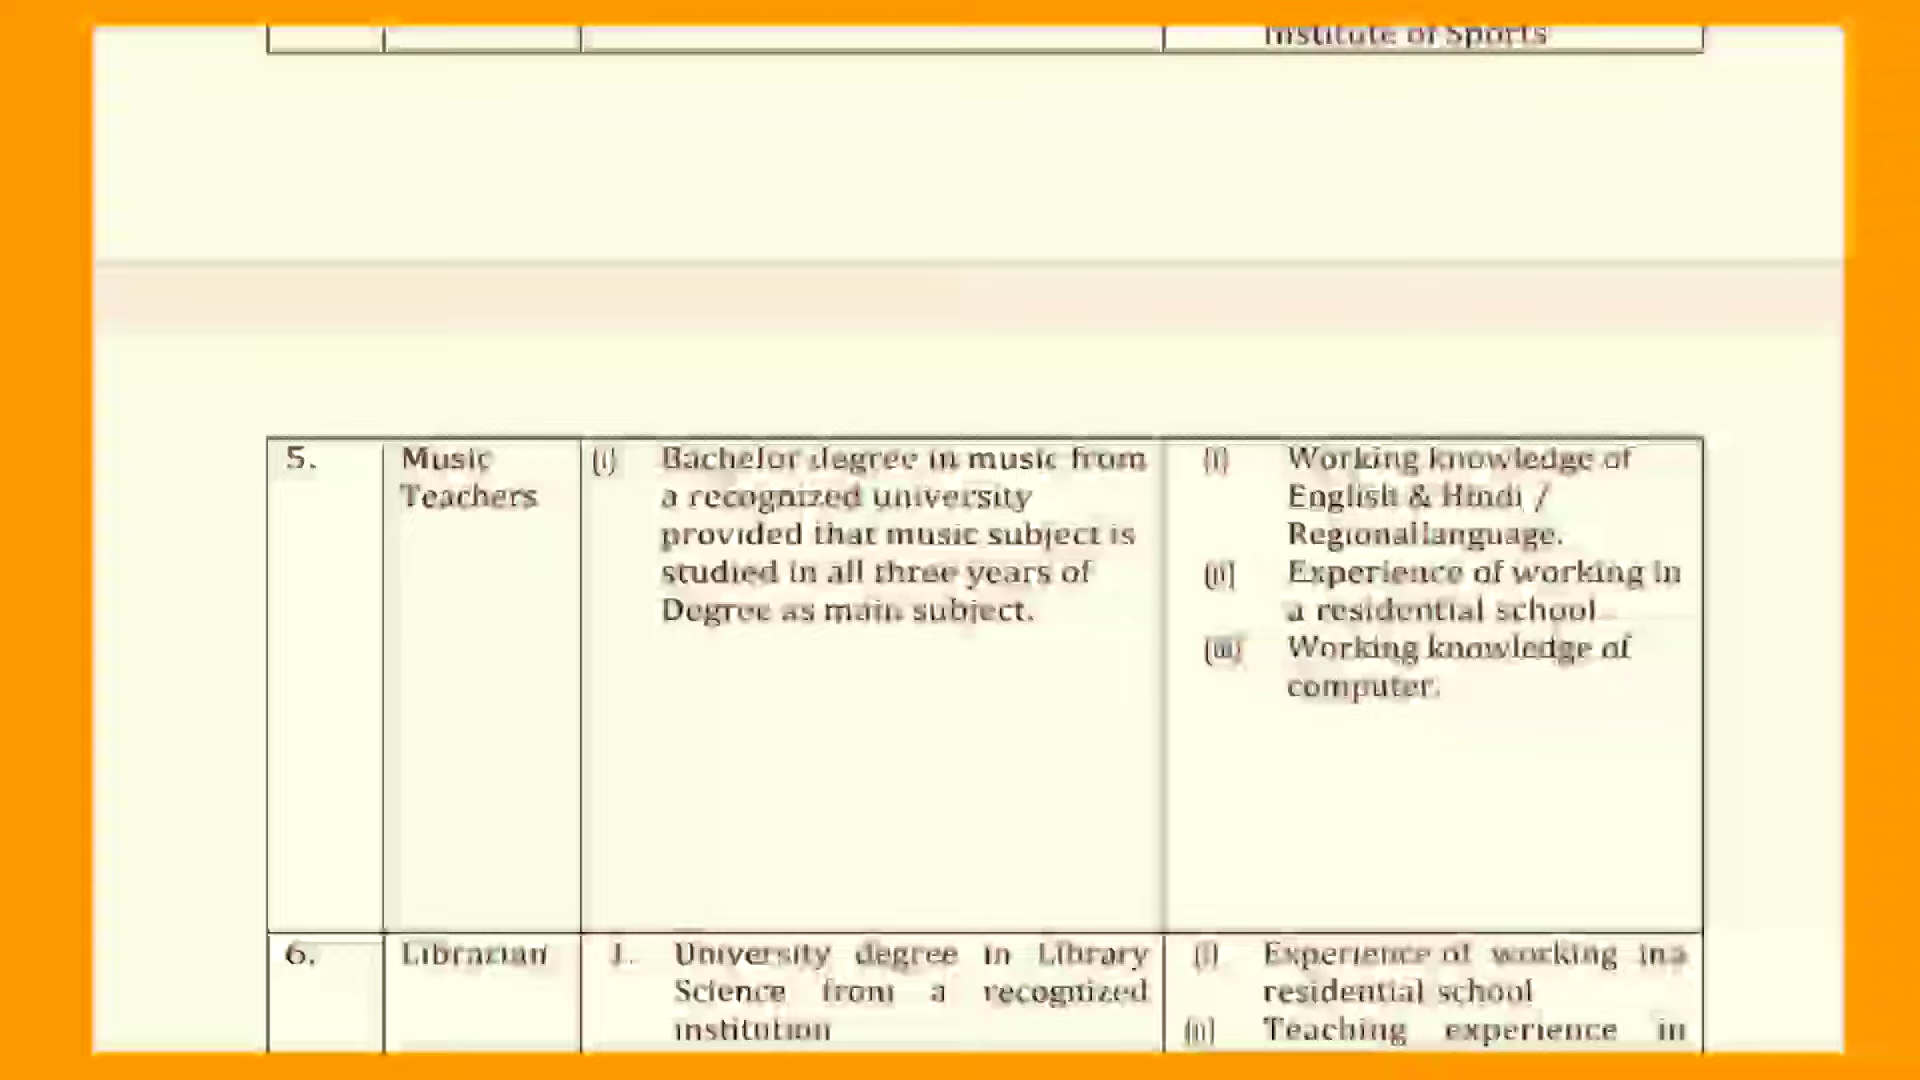 Institute of Sports
5.
Music
Teachers
(i) Bachelor degree in music from
a recognized university
provided that music subject is
studied in all three years of
Degree as main subject.
(i) Working knowledge of
English & Hindi /
Regional language.
(ii) Experience of working in
a residential school
(iii) Working knowledge of
computer.
6.
Librarian
1. University degree in Library
Science from a recognized
institution
(i) Experience of working in a
residential school
(ii) Teaching experience in